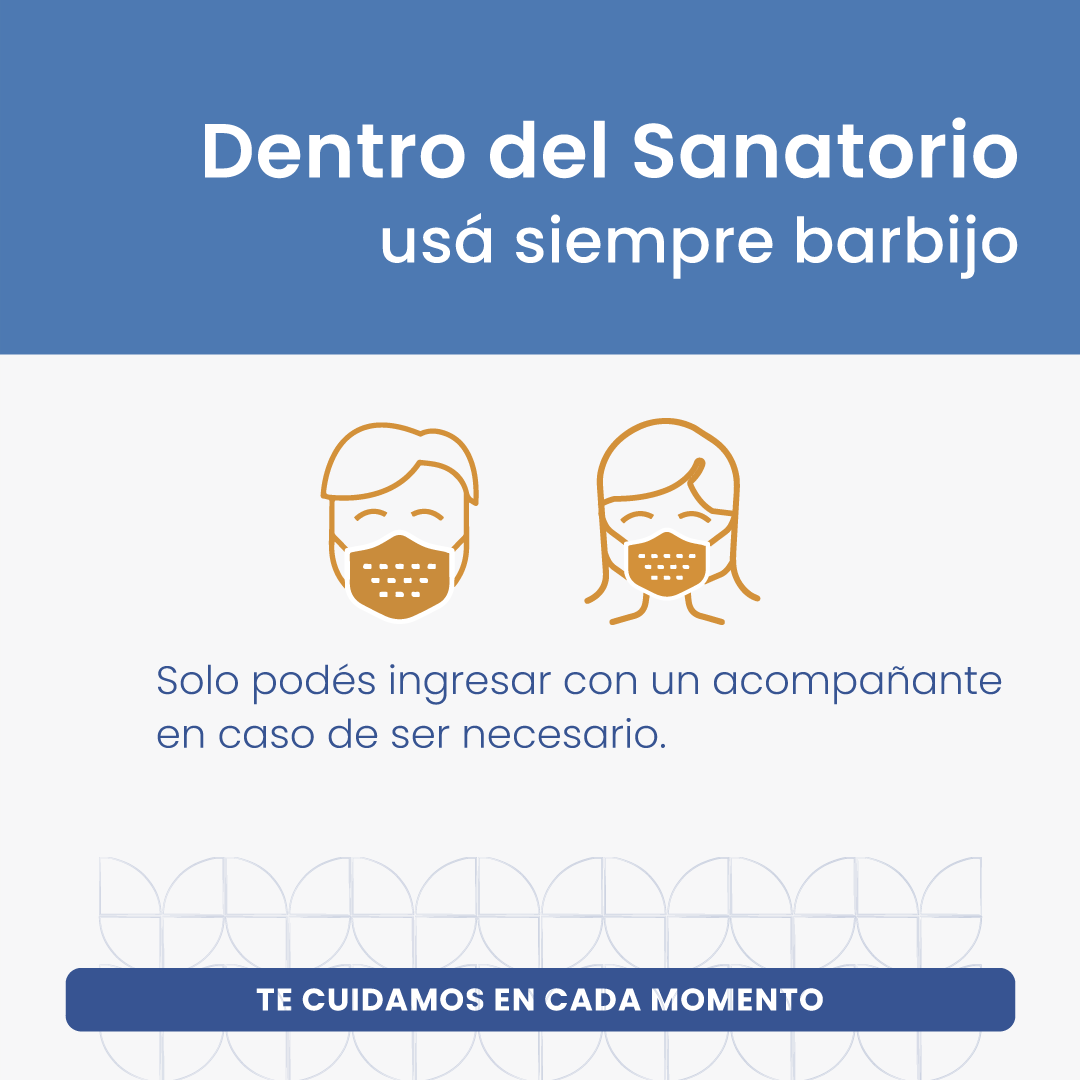 Dentro del Sanatorio
usá siempre barbijo
Solo podés ingresar con un acompañante
en caso de ser necesario.
TE CUIDAMOS EN CADA MOMENTO